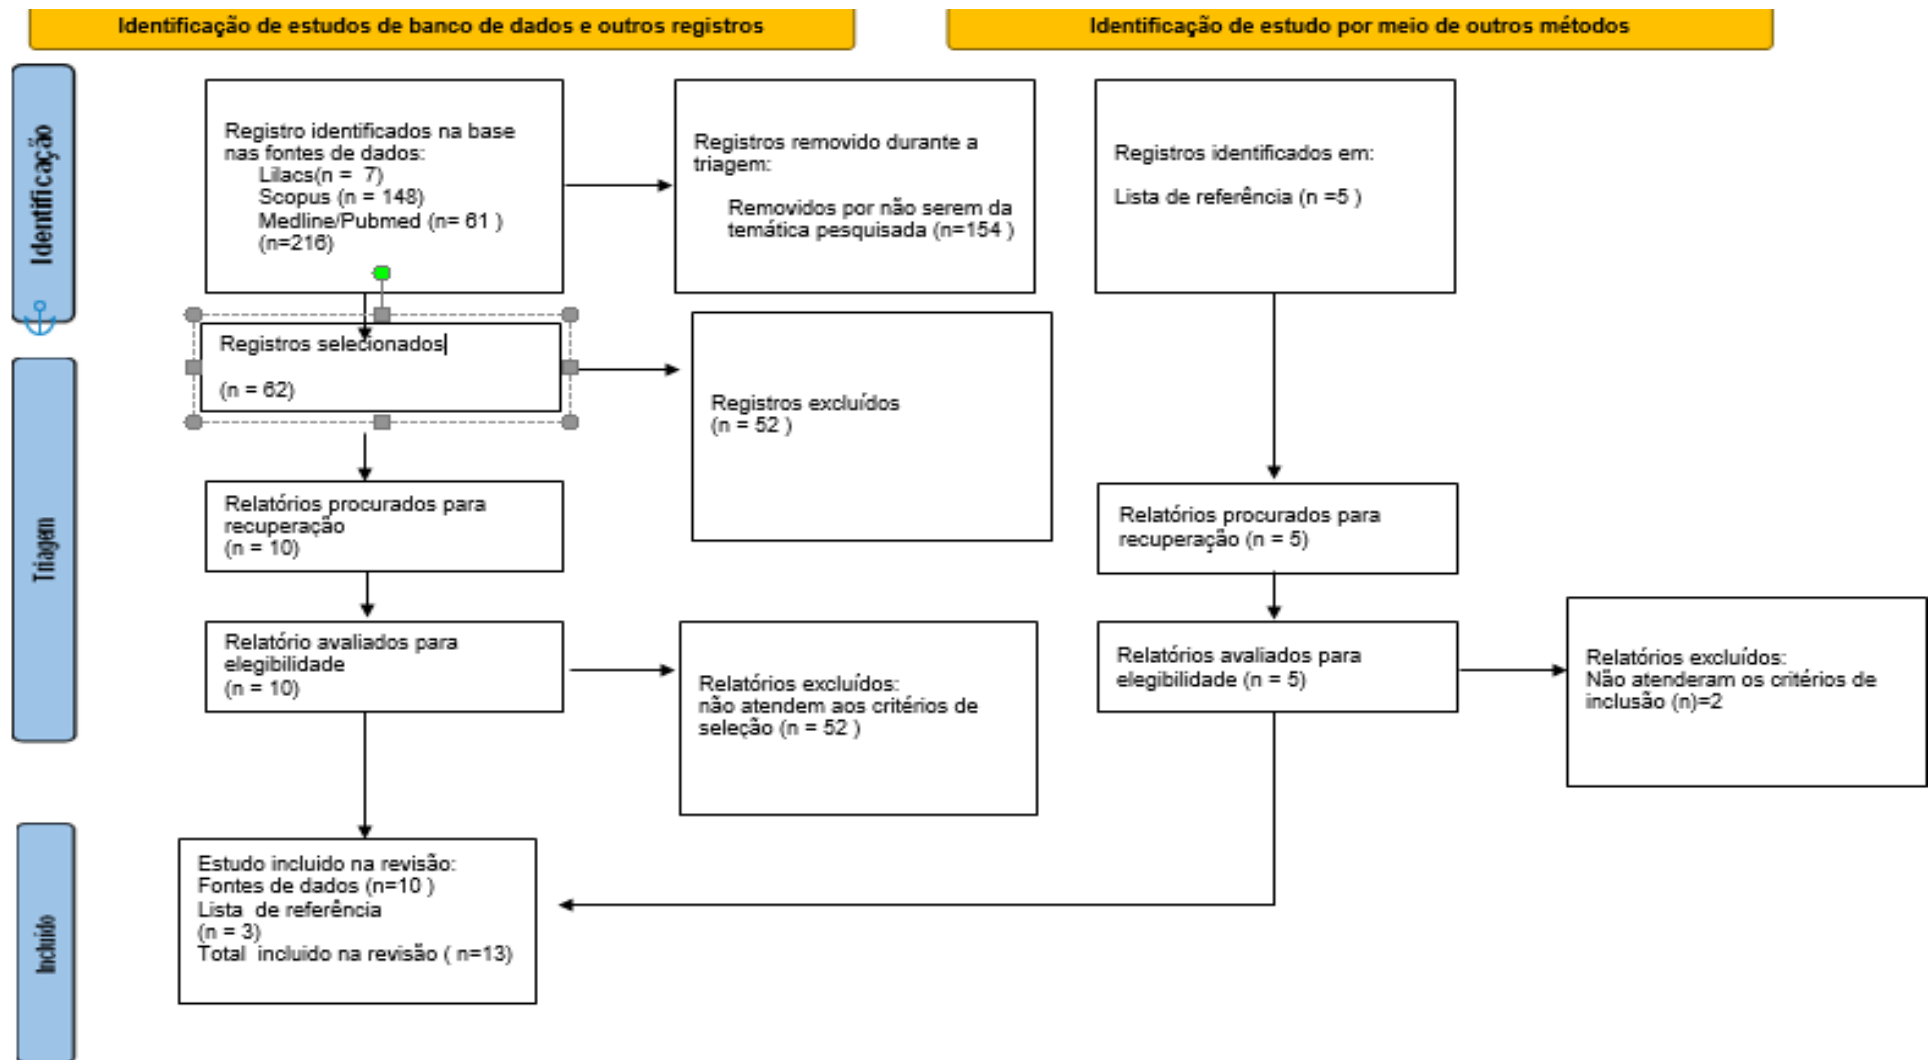 Identificação de estudos de banco de dados e outros registros
Identificação de estudo por meio de outros métodos
Identificação
Registro identificados na base
nas fontes de dados:
Lilacs(n = 7)
Scopus (n = 148)
Medline/Pubmed (n= 61 )
(n=216)
Registros removido durante a
triagem:
Removidos por não serem da
temática pesquisada (n=154 )
Registros identificados em:
Lista de referência (n =5 )
Triagem
Registros selecionados
(n = 62)
Registros excluídos
(n = 52 )
Relatórios procurados para
recuperação
(n = 10)
Relatórios procurados para
recuperação (n = 5)
Relatório avaliados para
elegibilidade
(n = 10)
Relatórios excluídos:
não atendem aos critérios de
seleção (n = 52 )
Relatórios avaliados para
elegibilidade (n = 5)
Relatórios excluídos:
Não atenderam os critérios de
inclusão (n)=2
Incluido
Estudo incluido na revisão:
Fontes de dados (n=10 )
Lista de referência
(n = 3)
Total incluido na revisão ( n=13)